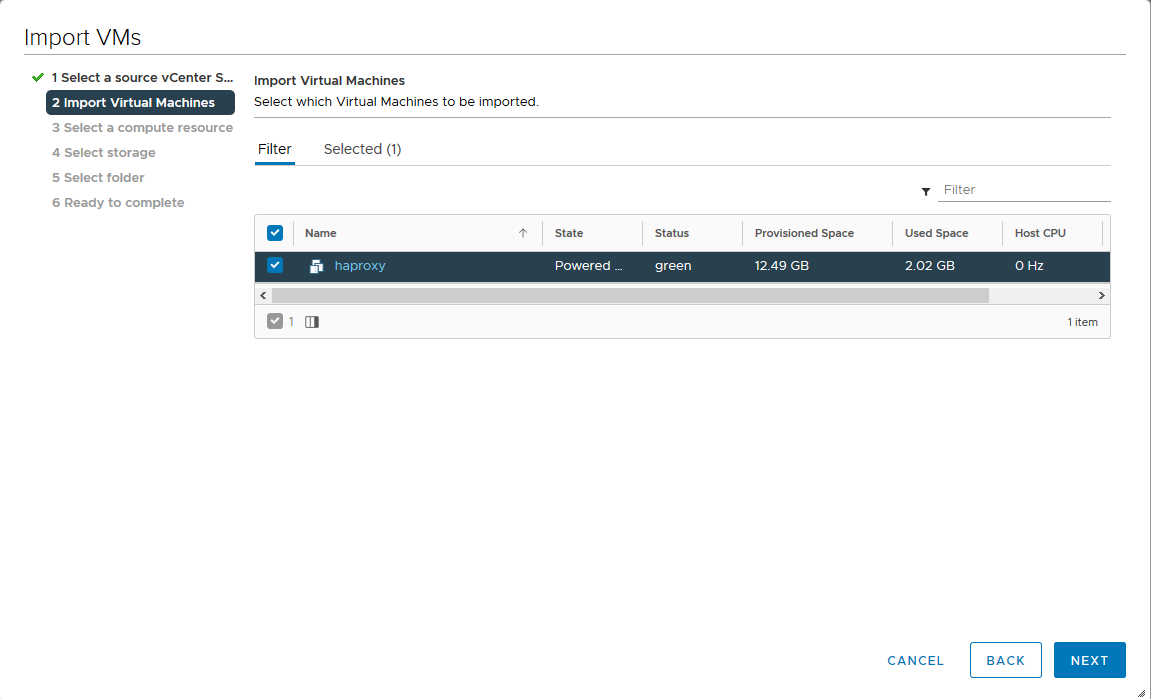 Import VMs
1 Select a source vCenter S...
2 Import Virtual Machines
3 Select a compute resource
4 Select storage
5 Select folder
6 Ready to complete
Import Virtual Machines
Select which Virtual Machines to be imported.
Filter Selected (1)
Filter
Name State Status Provisioned Space Used Space Host CPU
haproxy Powered ... green 12.49 GB 2.02 GB 0 Hz
1 1 item
CANCEL BACK NEXT